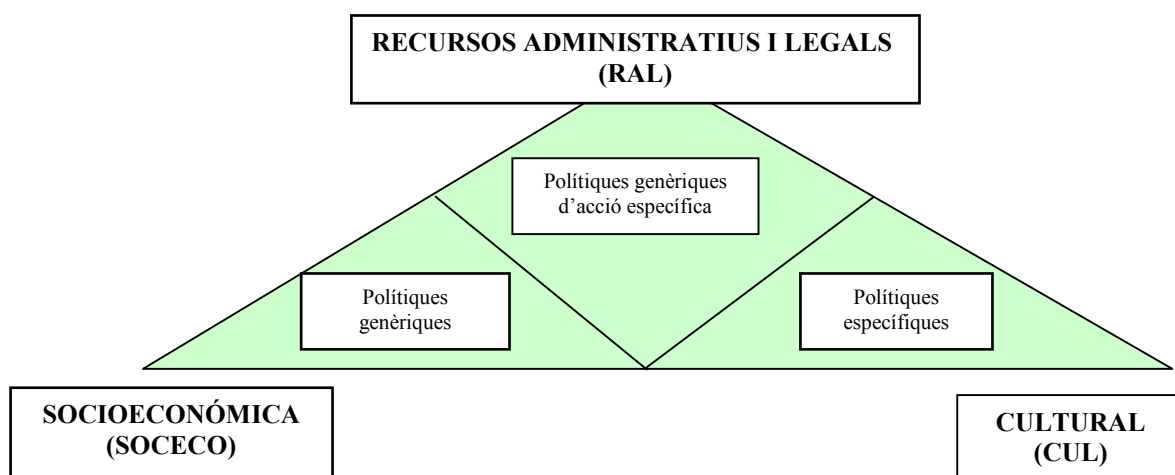 RECURSOS ADMINISTRATIUS I LEGALS
(RAL)
Polítiques genèriques
d’acció específica
Polítiques
genèriques
Polítiques
específiques
SOCIOECONÓMICA
(SOCECO)
CULTURAL
(CUL)